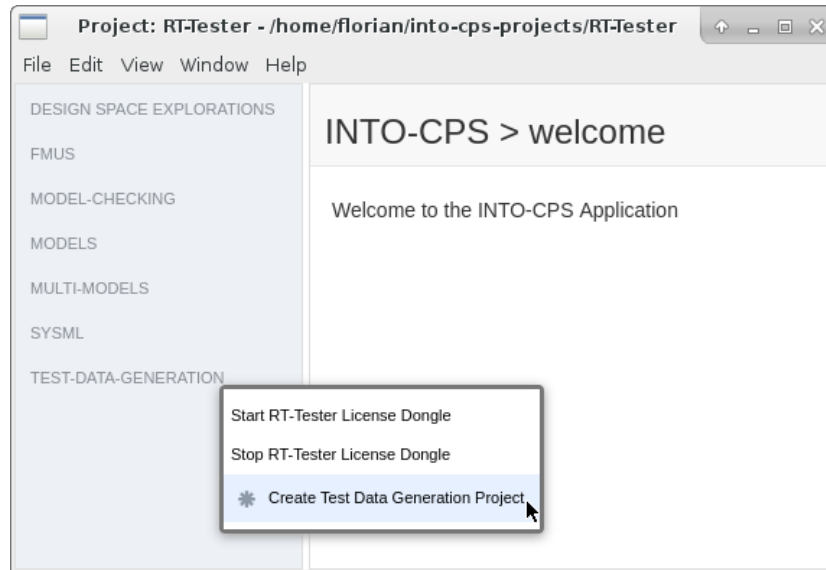 Project: RT-Tester - /home/florian/into-cps-projects/RT-Tester
File Edit View Window Help
DESIGN SPACE EXPLORATIONS
FMUS
MODEL-CHECKING
MODELS
MULTI-MODELS
SYSML
TEST-DATA-GENERATION
INTO-CPS > welcome
Welcome to the INTO-CPS Application
Start RT-Tester License Dongle
Stop RT-Tester License Dongle
Create Test Data Generation Project